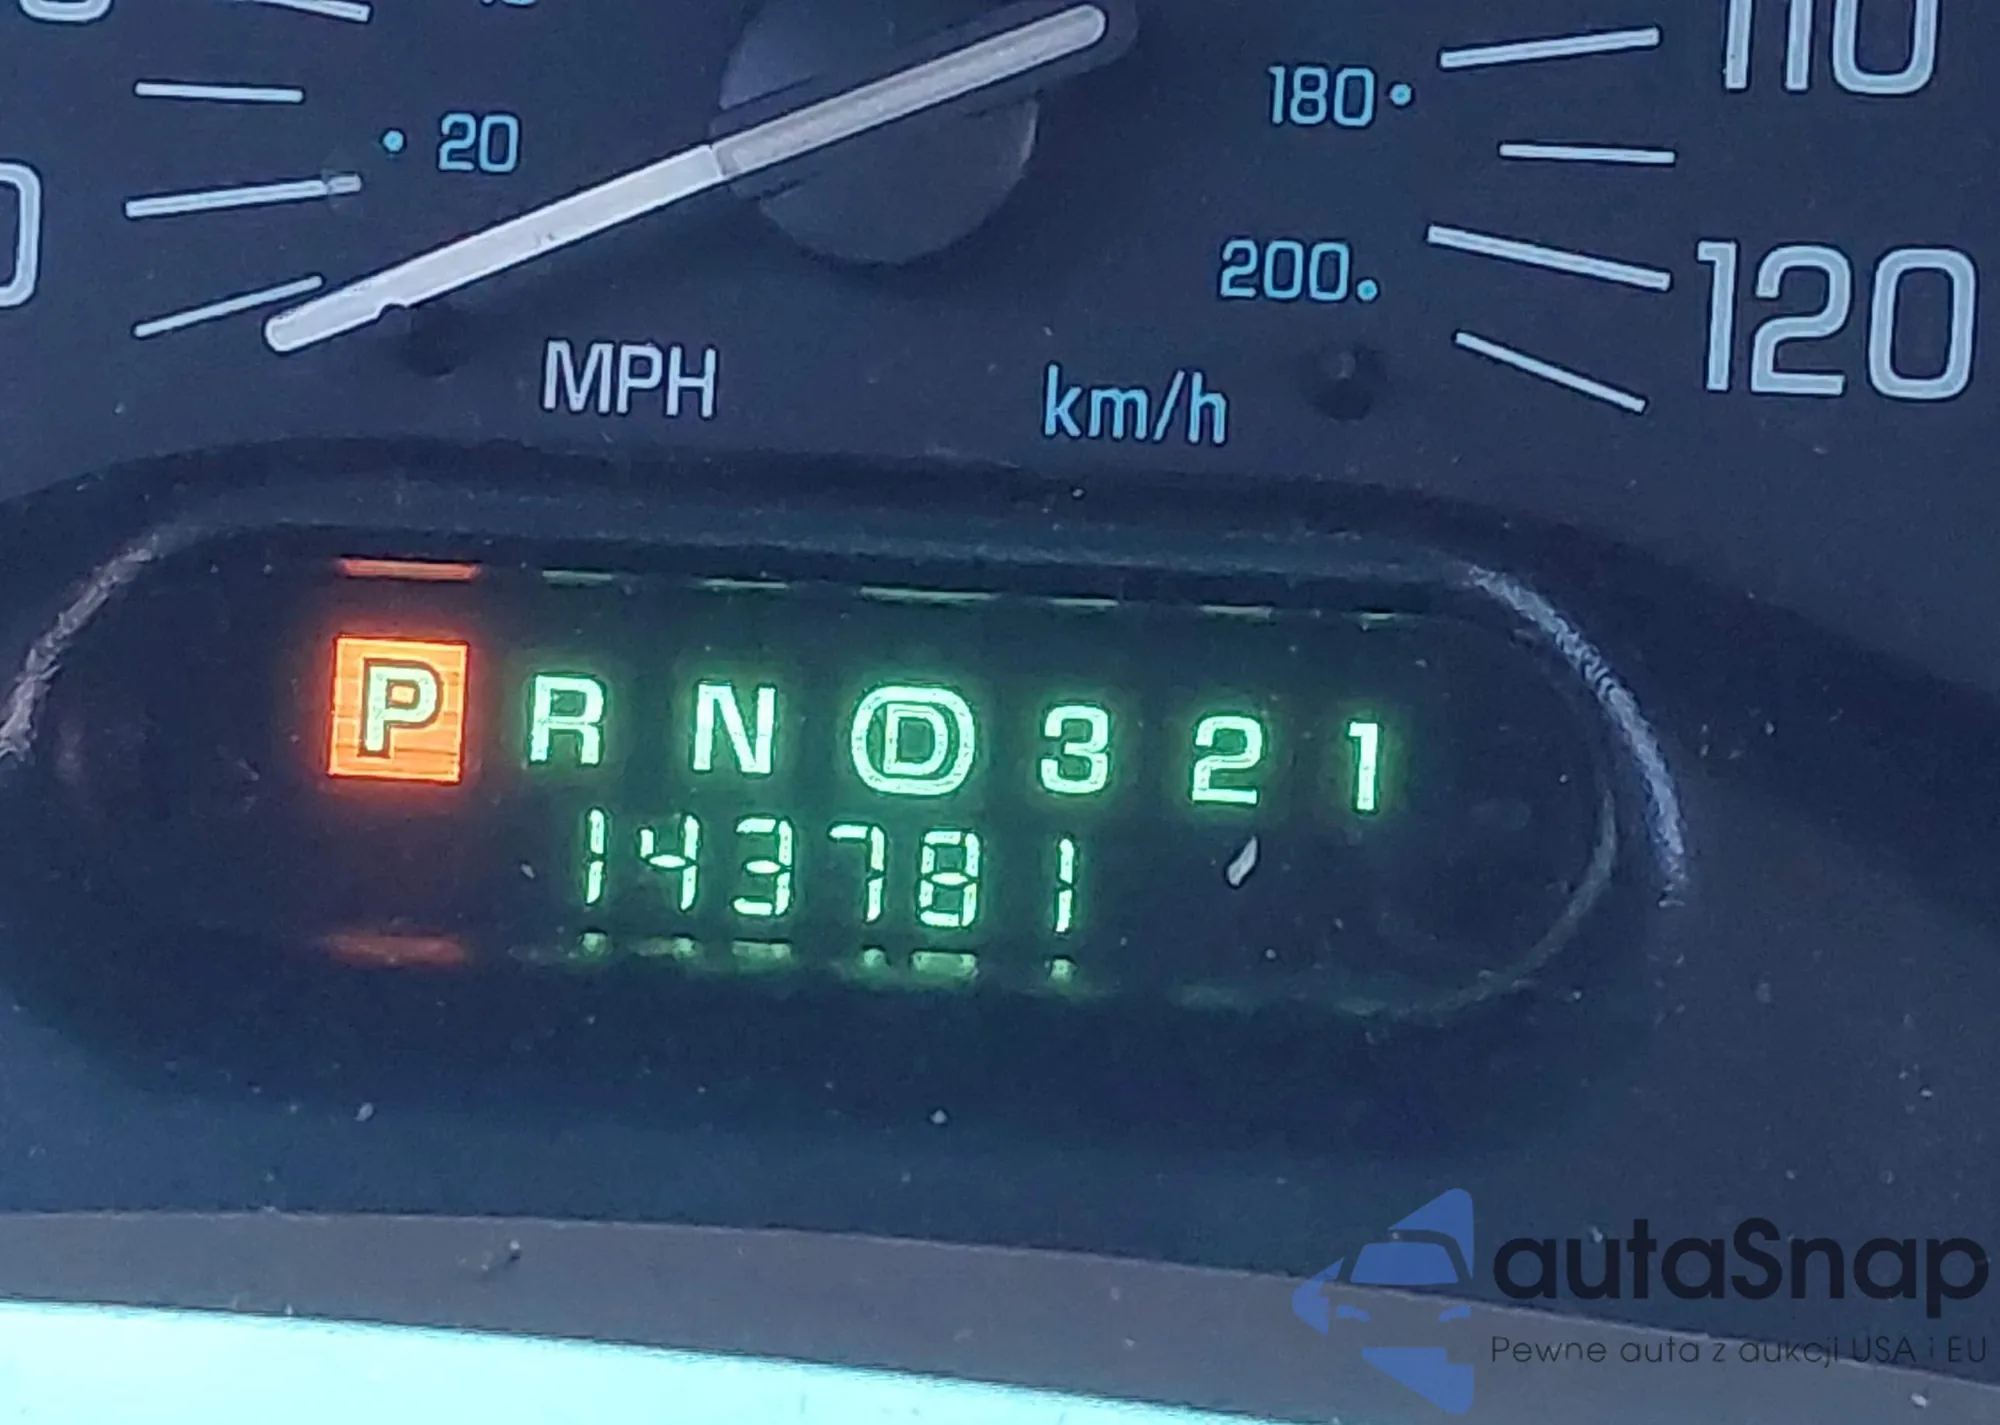 20
180
110
200
120
MPH km/h
P R N D 3 2 1
143781
autaSnap
Pewne auta z aukcji USA i EU